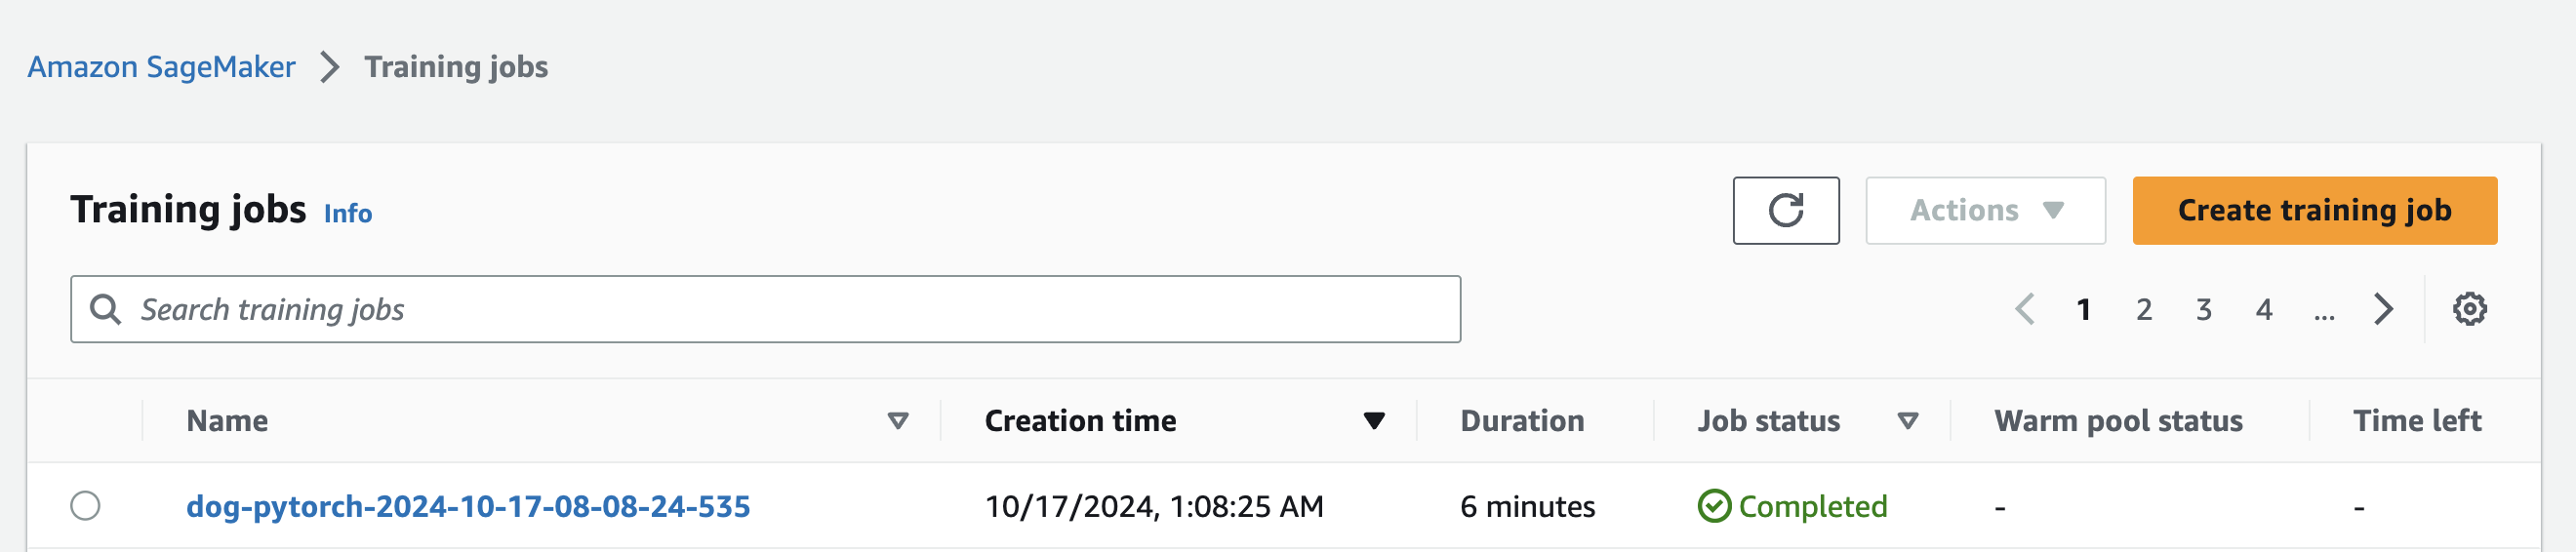 Amazon SageMaker > Training jobs
Training jobs Info
Actions
Create training job
Search training jobs
1 2 3 4 ...
Name Creation time Duration Job status Warm pool status Time left
dog-pytorch-2024-10-17-08-08-24-535 10/17/2024, 1:08:25 AM 6 minutes Completed - -